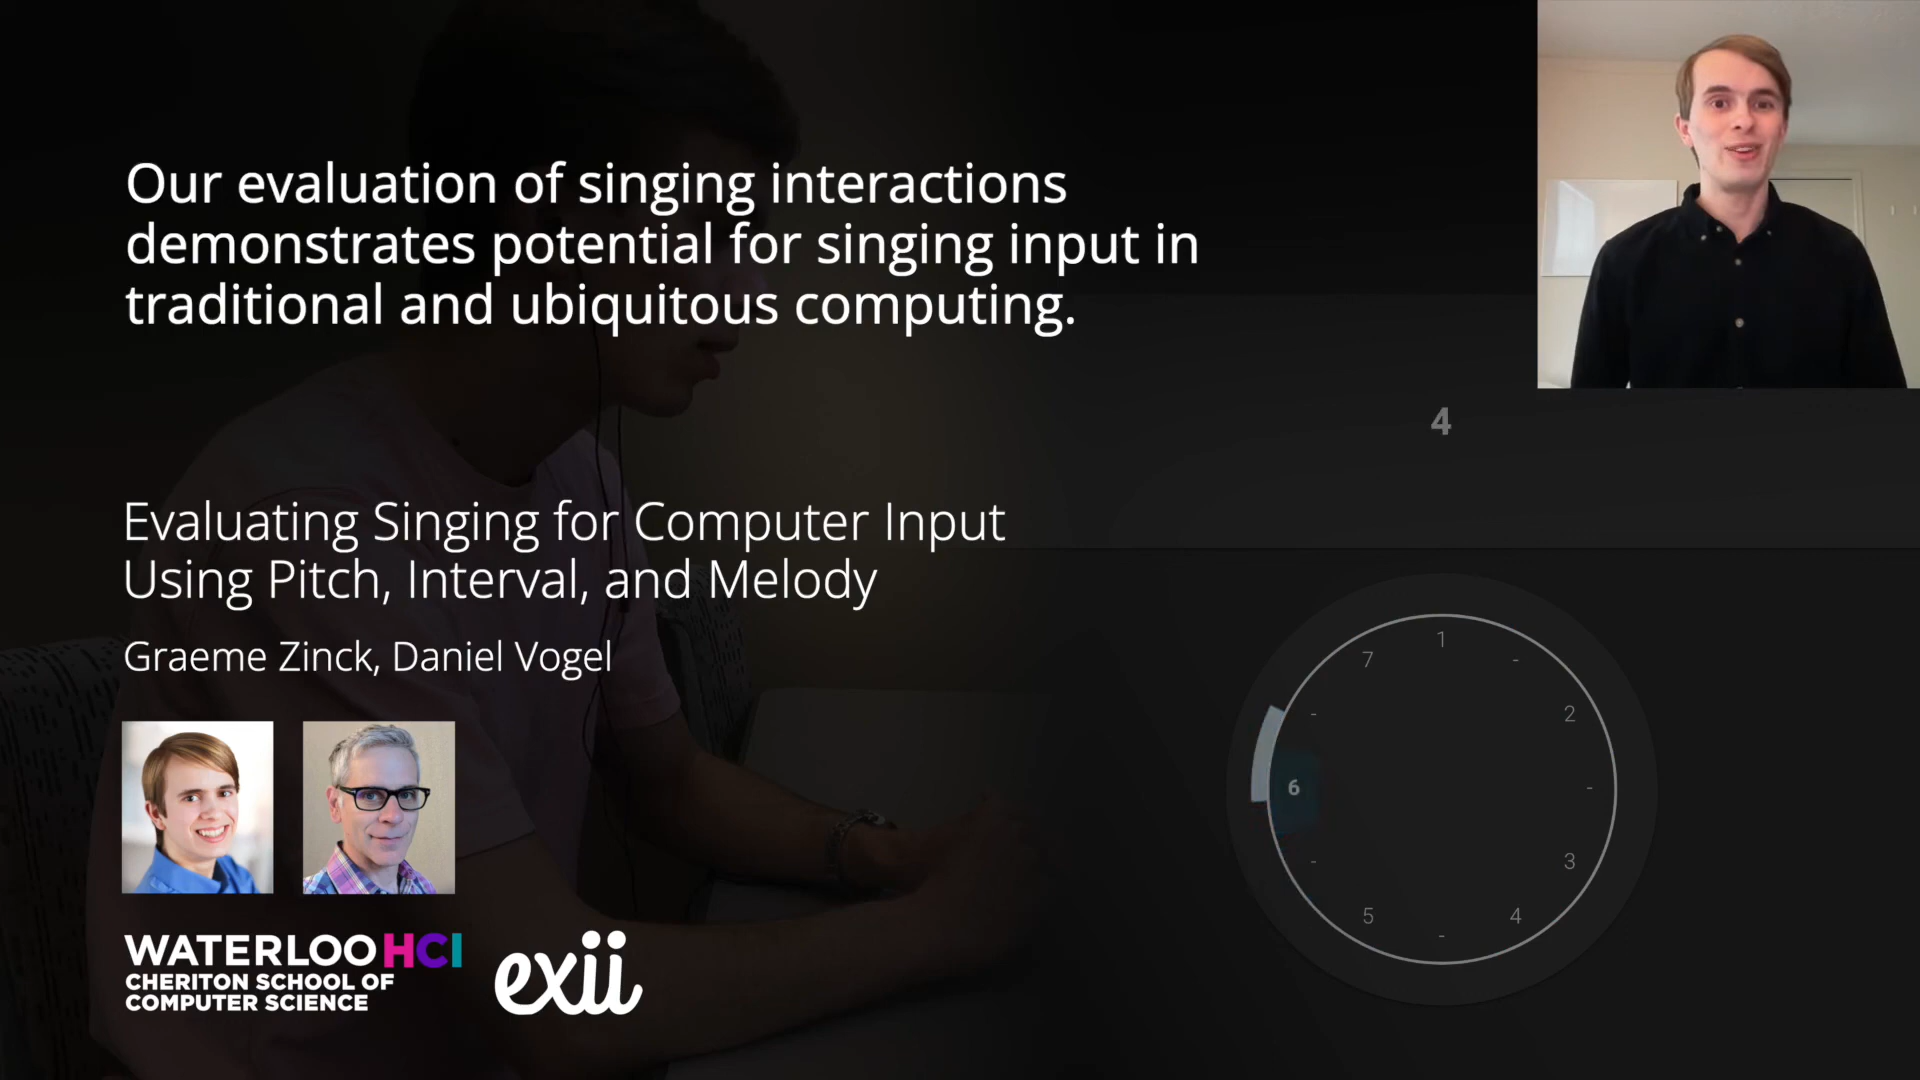 Our evaluation of singing interactions
demonstrates potential for singing input in
traditional and ubiquitous computing.
4
Evaluating Singing for Computer Input
Using Pitch, Interval, and Melody
Graeme Zinck, Daniel Vogel
1
7
-
-
2
6
-
-
3
5
4
-
WATERLOO HCI
CHERITON SCHOOL OF
COMPUTER SCIENCE
exii